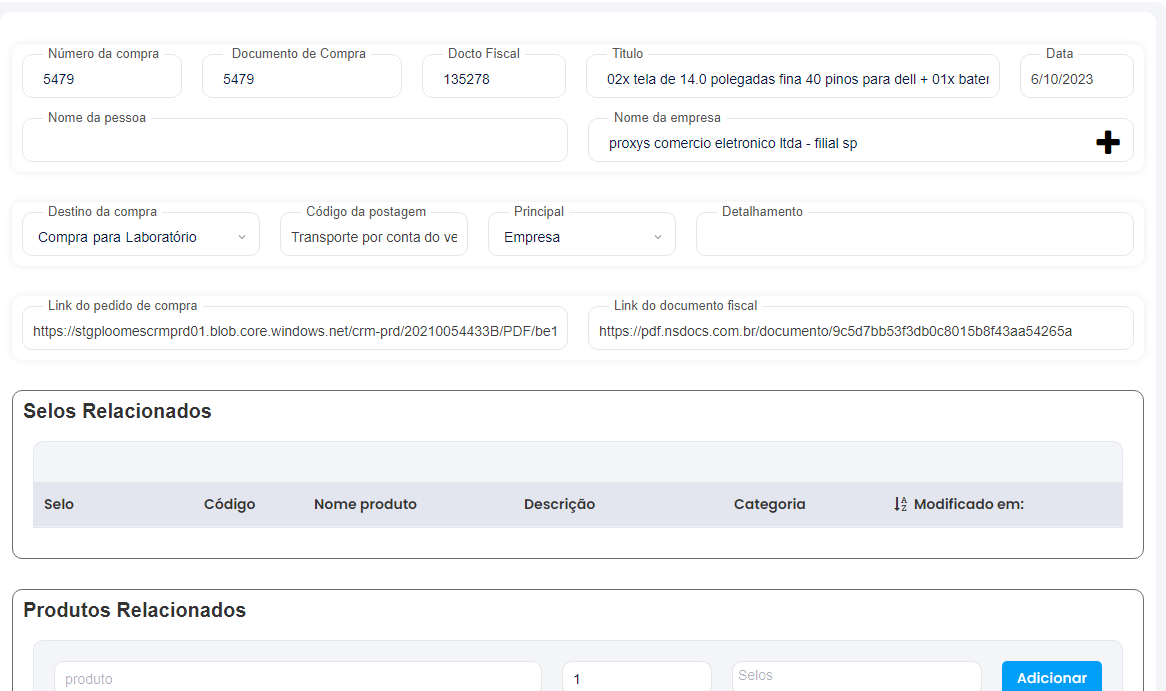 Número da compra Documento de Compra Docto Fiscal Titulo Data
5479 5479 135278 02x tela de 14.0 polegadas fina 40 pinos para dell + 01x bater 6/10/2023
Nome da pessoa Nome da empresa
proxys comercio eletronico ltda - filial sp
Destino da compra Código da postagem Principal Detalhamento
Compra para Laboratório Transporte por conta do ve Empresa
Link do pedido de compra Link do documento fiscal
https://stgploomescrmprd01.blob.core.windows.net/crm-prd/20210054433B/PDF/be1 https://pdf.nsdocs.com.br/documento/9c5d7bb53f3db0c8015b8f43aa54265a
Selos Relacionados
Selo Código Nome produto Descrição Categoria Modificado em:
Produtos Relacionados
produto 1 Selos Adicionar